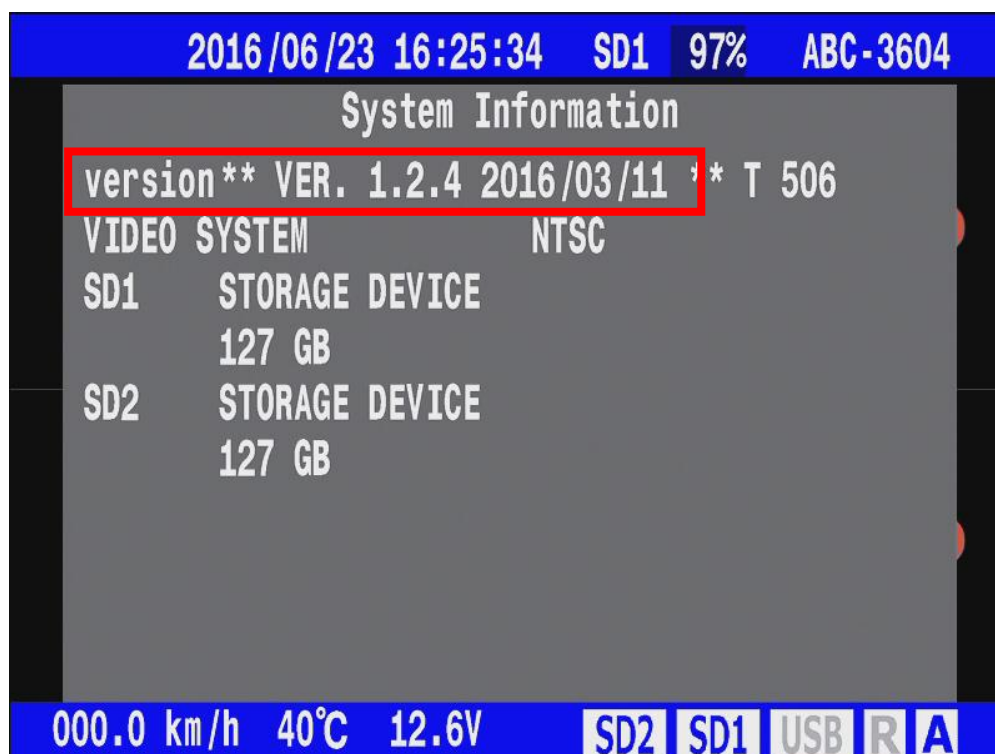 2016/06/23 16:25:34 SD1 97% ABC-3604
System Information
version** VER. 1.2.4 2016/03/11 ** T 506
VIDEO SYSTEM NTSC
SD1 STORAGE DEVICE
127 GB
SD2 STORAGE DEVICE
127 GB
000.0 km/h 40℃ 12.6V SD2 SD1 USB R A